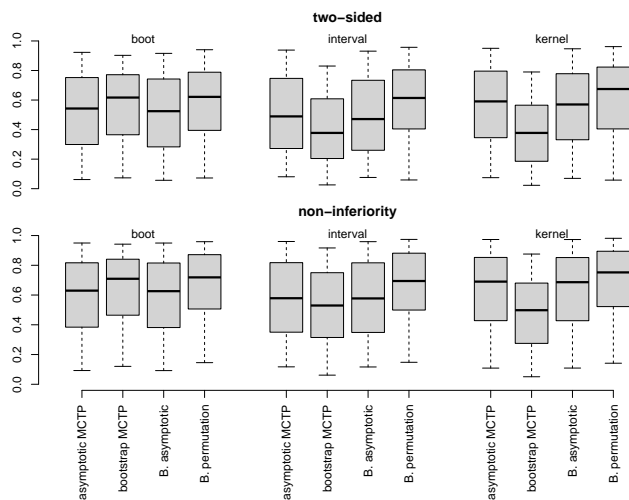 two−sided
boot interval kernel
1.0
0.8
0.6
0.4
0.2
0.0
non−inferiority
boot interval kernel
1.0
0.8
0.6
0.4
0.2
0.0
asymptotic MCTP
bootstrap MCTP
B. asymptotic
B. permutation
asymptotic MCTP
bootstrap MCTP
B. asymptotic
B. permutation
asymptotic MCTP
bootstrap MCTP
B. asymptotic
B. permutation